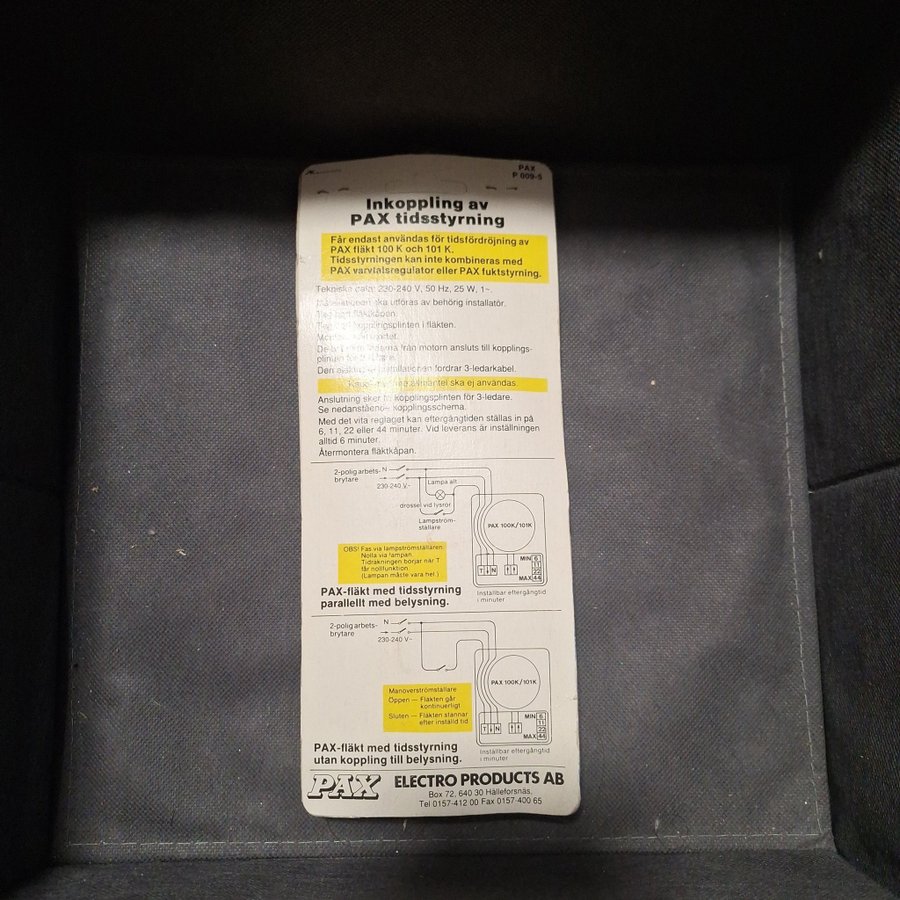 PAX
P 009-5
Inkoppling av
PAX tidsstyrning
Får endast användas för tidsfördröjning av
PAX fläkt 100 K och 101 K.
Tidsstyrningen kan inte kombineras med
PAX varvtalsregulator eller PAX fuktstyrning.
Tekniska data: 230-240 V, 50 Hz, 25 W, 1~
Installationen ska utföras av behörig installatör.
fläktkåpan.
kopplingsplinten i fläkten.
från motorn ansluts till kopplings-
plinten för
Den installationen fordrar 3-ledarkabel.
ska ej användas.
Anslutning sker till kopplingsplinten för 3-ledare.
Se nedanstående kopplingsschema.
Med det vita reglaget kan eftergångtiden ställas in på
6, 11, 22 eller 44 minuter. Vid leverans är inställningen
alltid 6 minuter.
Återmontera fläktkåpan.
2-polig arbets-
brytare
N
230-240 V~
Lampa alt
drossel vid lysrör
Lampström-
ställare
PAX 100K/101K
T N
MIN 6
11
22
MAX 44
OBS! Fas via lampströmställaren.
Nolla via lampan.
Tidräkningen börjar när T
får nollfunktion.
(Lampan måste vara hel.)
PAX-fläkt med tidsstyrning
parallellt med belysning.
Inställbar eftergångtid
i minuter
2-polig arbets-
brytare
N
230-240 V~
PAX 100K/101K
T N
MIN 6
11
22
MAX 44
Manöverströmställare
Öppen — Fläkten går
kontinuerligt
Sluten — Fläkten stannar
efter inställd tid
PAX-fläkt med tidsstyrning
utan koppling till belysning.
Inställbar eftergångtid
i minuter
PAX ELECTRO PRODUCTS AB
Box 72, 640 30 Hälleforsnäs.
Tel 0157-412 00 Fax 0157-400 65